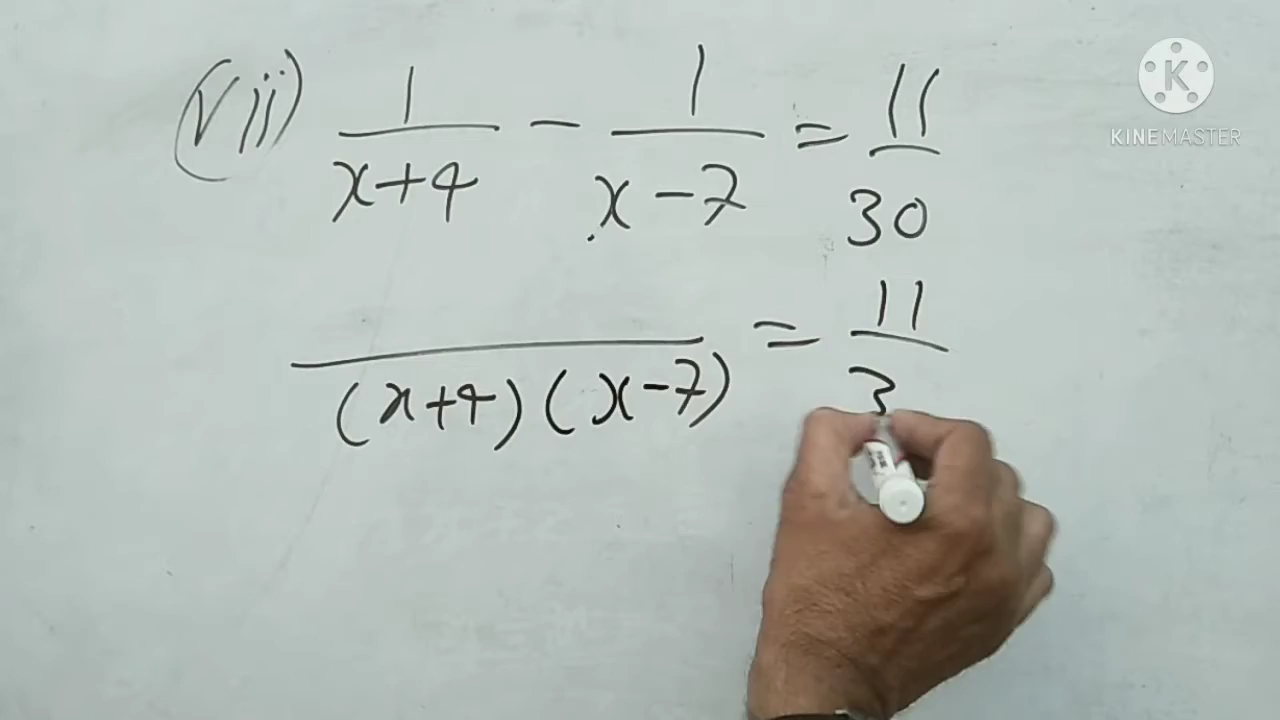 (vii) 1/(x+4) - 1/(x-7) = 11/30
K
KINEMASTER
/((x+4)(x-7)) = 11/3